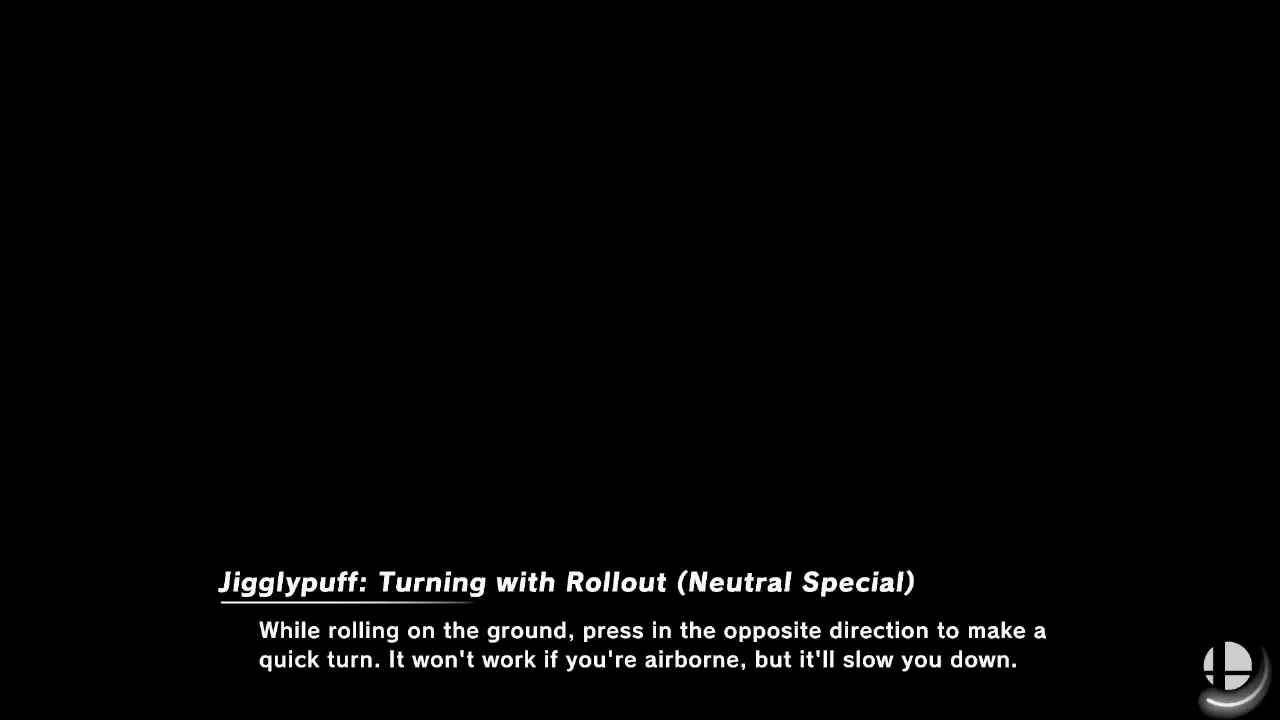 Jigglypuff: Turning with Rollout (Neutral Special)
While rolling on the ground, press in the opposite direction to make a
quick turn. It won't work if you're airborne, but it'll slow you down.